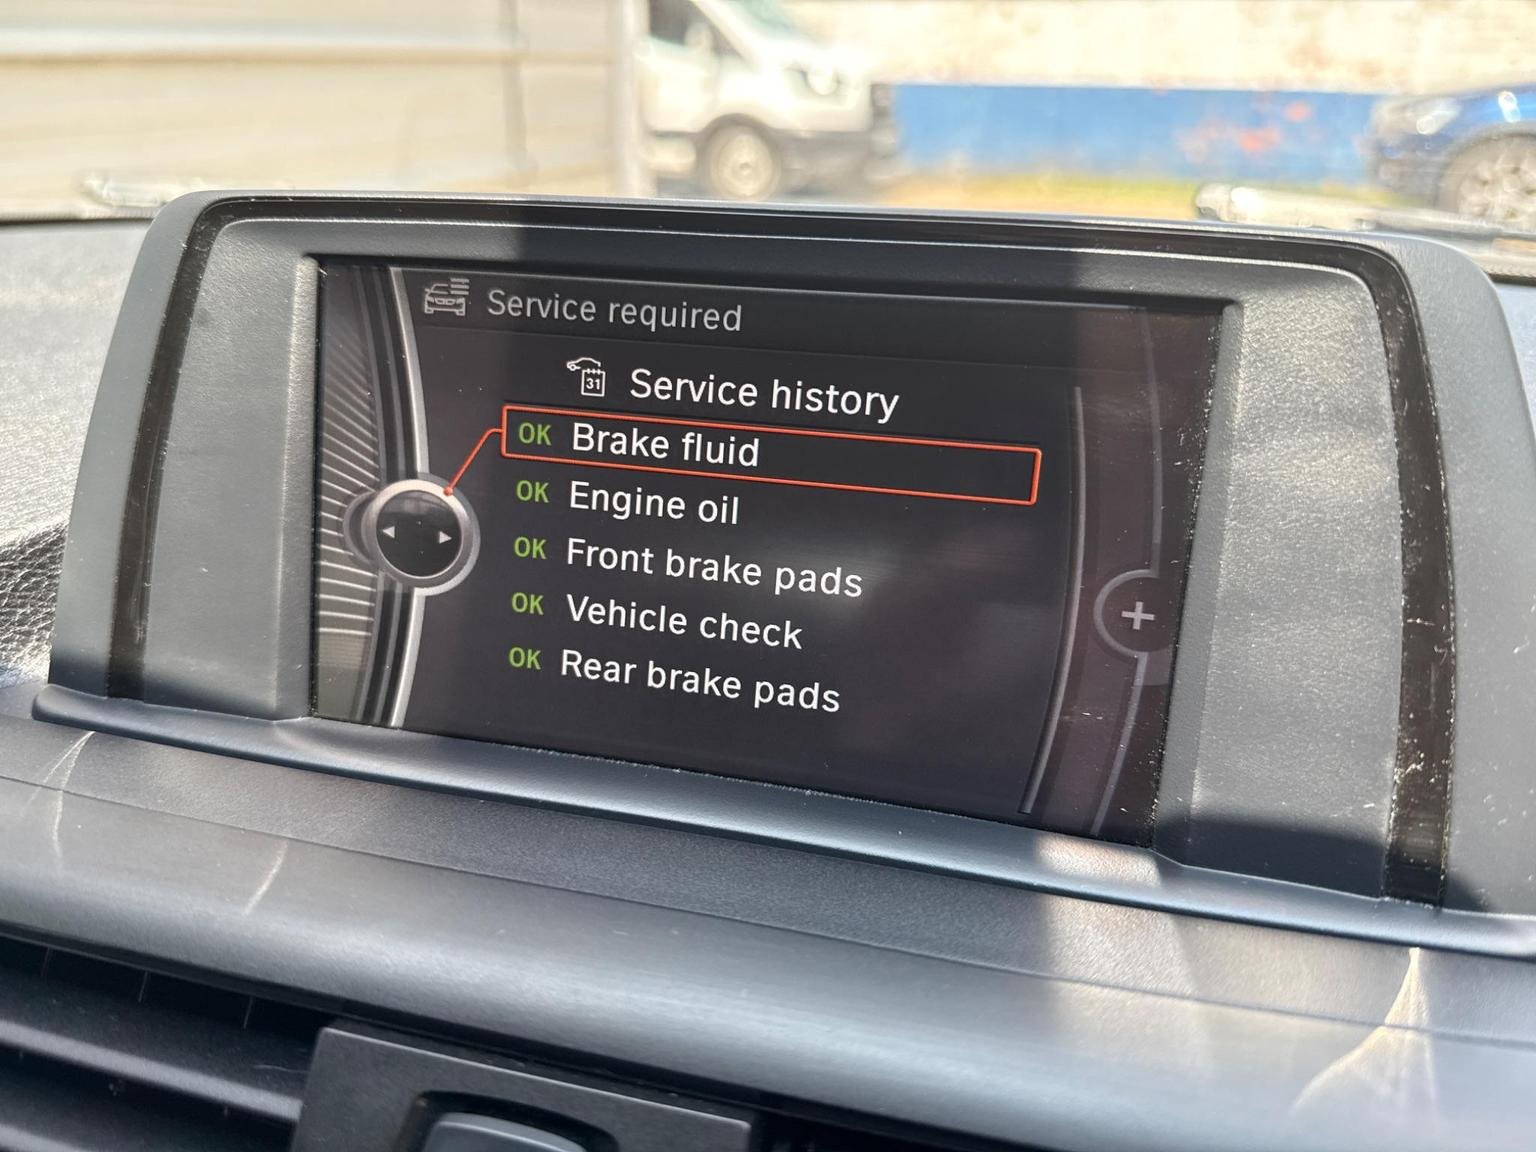 Service required
31 Service history
OK Brake fluid
OK Engine oil
OK Front brake pads
OK Vehicle check
OK Rear brake pads